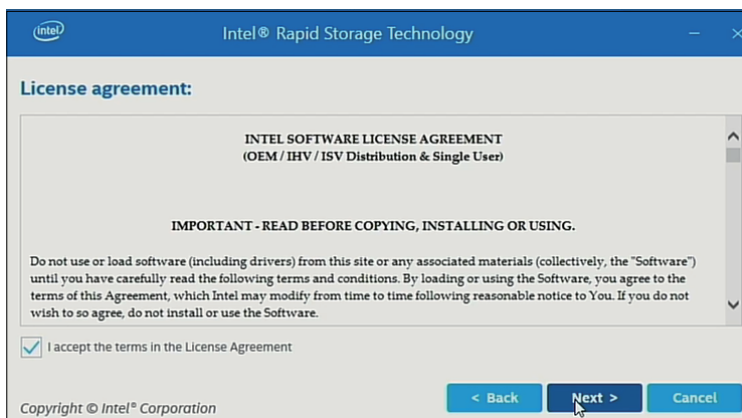 intel
Intel® Rapid Storage Technology
License agreement:
INTEL SOFTWARE LICENSE AGREEMENT
(OEM / IHV / ISV Distribution & Single User)
IMPORTANT - READ BEFORE COPYING, INSTALLING OR USING.
Do not use or load software (including drivers) from this site or any associated materials (collectively, the "Software")
until you have carefully read the following terms and conditions. By loading or using the Software, you agree to the
terms of this Agreement, which Intel may modify from time to time following reasonable notice to You. If you do not
wish to so agree, do not install or use the Software.
I accept the terms in the License Agreement
< Back
Next >
Cancel
Copyright © Intel® Corporation